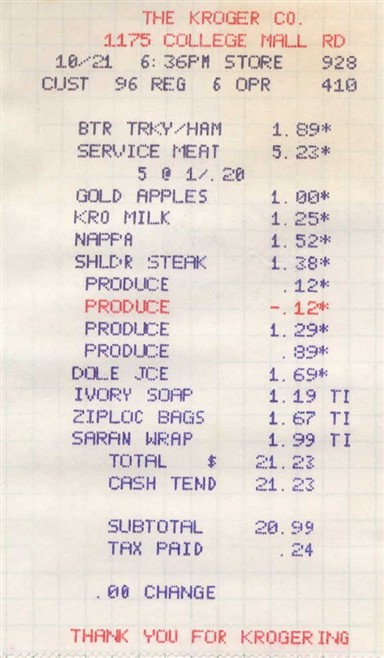 THE KROGER CO.
1175 COLLEGE MALL RD
10/21 6:36PM STORE 928
CUST 96 REG 6 OPR 410
BTR TRKY/HAM 1.89*
SERVICE MEAT 5.23*
5 @ 1/.20
GOLD APPLES 1.00*
KRO MILK 1.25*
NAPPA 1.52*
SHLDR STEAK 1.38*
PRODUCE .12*
PRODUCE -.12*
PRODUCE 1.29*
PRODUCE .89*
DOLE JCE 1.69*
IVORY SOAP 1.19 TI
ZIPLOC BAGS 1.67 TI
SARAN WRAP 1.99 TI
TOTAL $ 21.23
CASH TEND 21.23
SUBTOTAL 20.99
TAX PAID .24
.00 CHANGE
THANK YOU FOR KROGERING